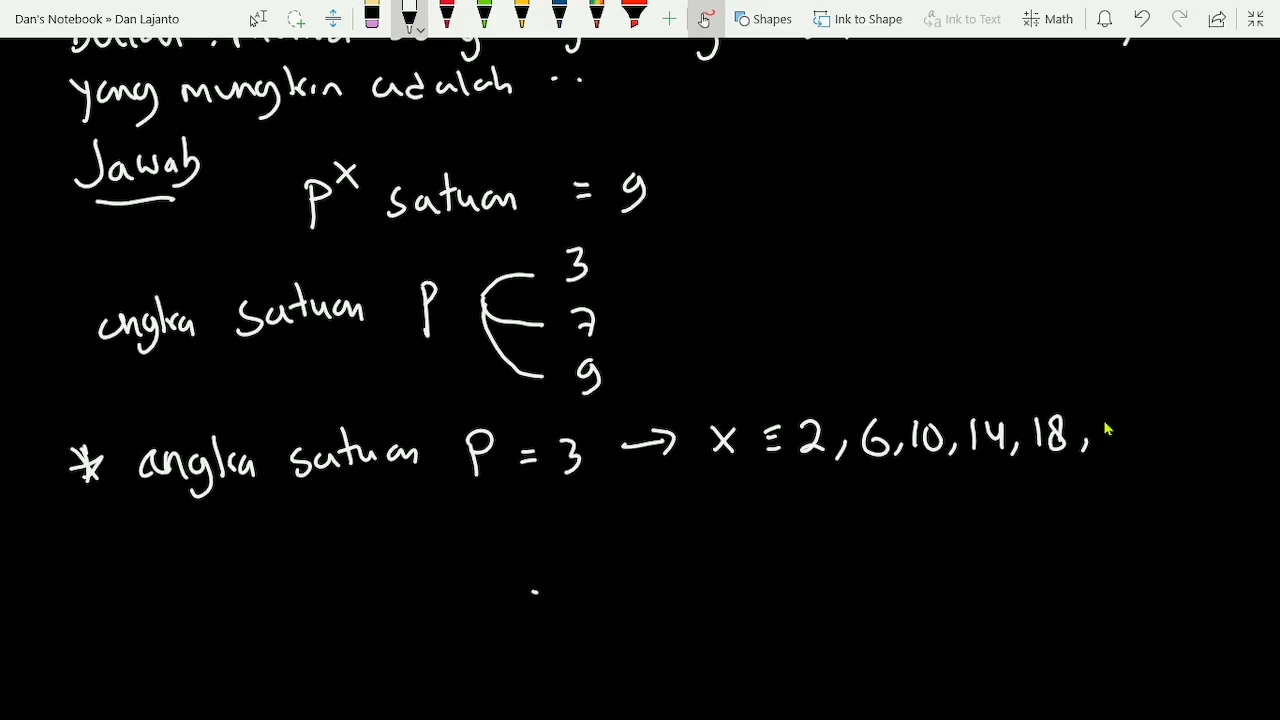 Dan's Notebook » Dan Lajanto
Shapes
Ink to Shape
Ink to Text
Math
yang mungkin adalah ..
Jawab
p^x satuan = 9
angka satuan p
3
7
9
* angka satuan p = 3 → x ≡ 2, 6, 10, 14, 18,